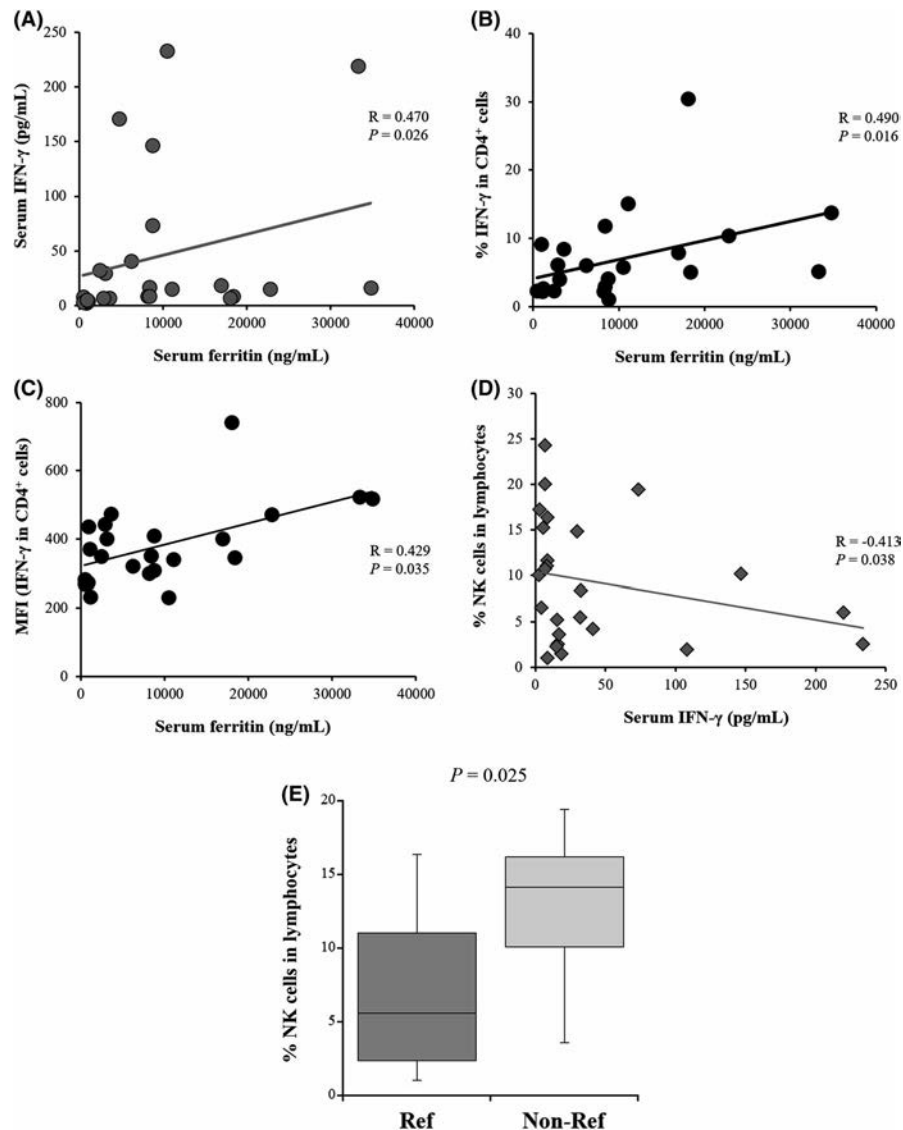 (A)
250
200
150
100
50
0
Serum IFN-γ (pg/mL)
R = 0.470
P = 0.026
0 10000 20000 30000 40000
Serum ferritin (ng/mL)
(B)
40
30
20
10
0
% IFN-γ in CD4⁺ cells
R = 0.490
P = 0.016
0 10000 20000 30000 40000
Serum ferritin (ng/mL)
(C)
800
600
400
200
0
MFI (IFN-γ in CD4⁺ cells)
R = 0.429
P = 0.035
0 10000 20000 30000 40000
Serum ferritin (ng/mL)
(D)
30
25
20
15
10
5
0
% NK cells in lymphocytes
R = -0.413
P = 0.038
0 50 100 150 200 250
Serum IFN-γ (pg/mL)
(E)
P = 0.025
20
15
10
5
0
% NK cells in lymphocytes
Ref Non-Ref